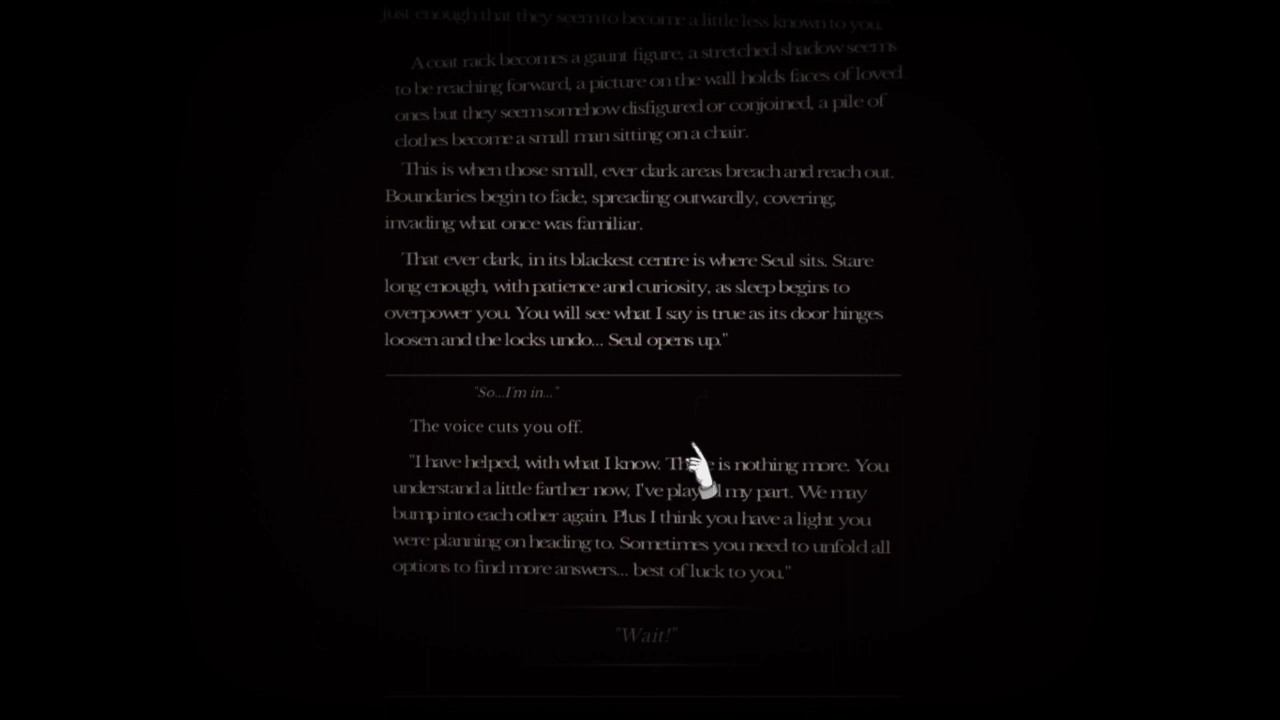 just enough that they seem to become a little less known to you.
A coat rack becomes a gaunt figure, a stretched shadow seems
to be reaching forward, a picture on the wall holds faces of loved
ones but they seem somehow disfigured or conjoined, a pile of
clothes become a small man sitting on a chair.
This is when those small, ever dark areas breach and reach out.
Boundaries begin to fade, spreading outwardly, covering,
invading what once was familiar.
That ever dark, in its blackest centre is where Seul sits. Stare
long enough, with patience and curiosity, as sleep begins to
overpower you. You will see what I say is true as its door hinges
loosen and the locks undo... Seul opens up."
"So...I'm in..."
The voice cuts you off.
"I have helped, with what I know. is nothing more. You
understand a little farther now, I've my part. We may
bump into each other again. Plus I think you have a light you
were planning on heading to. Sometimes you need to unfold all
options to find more answers... best of luck to you."
"Wait!"